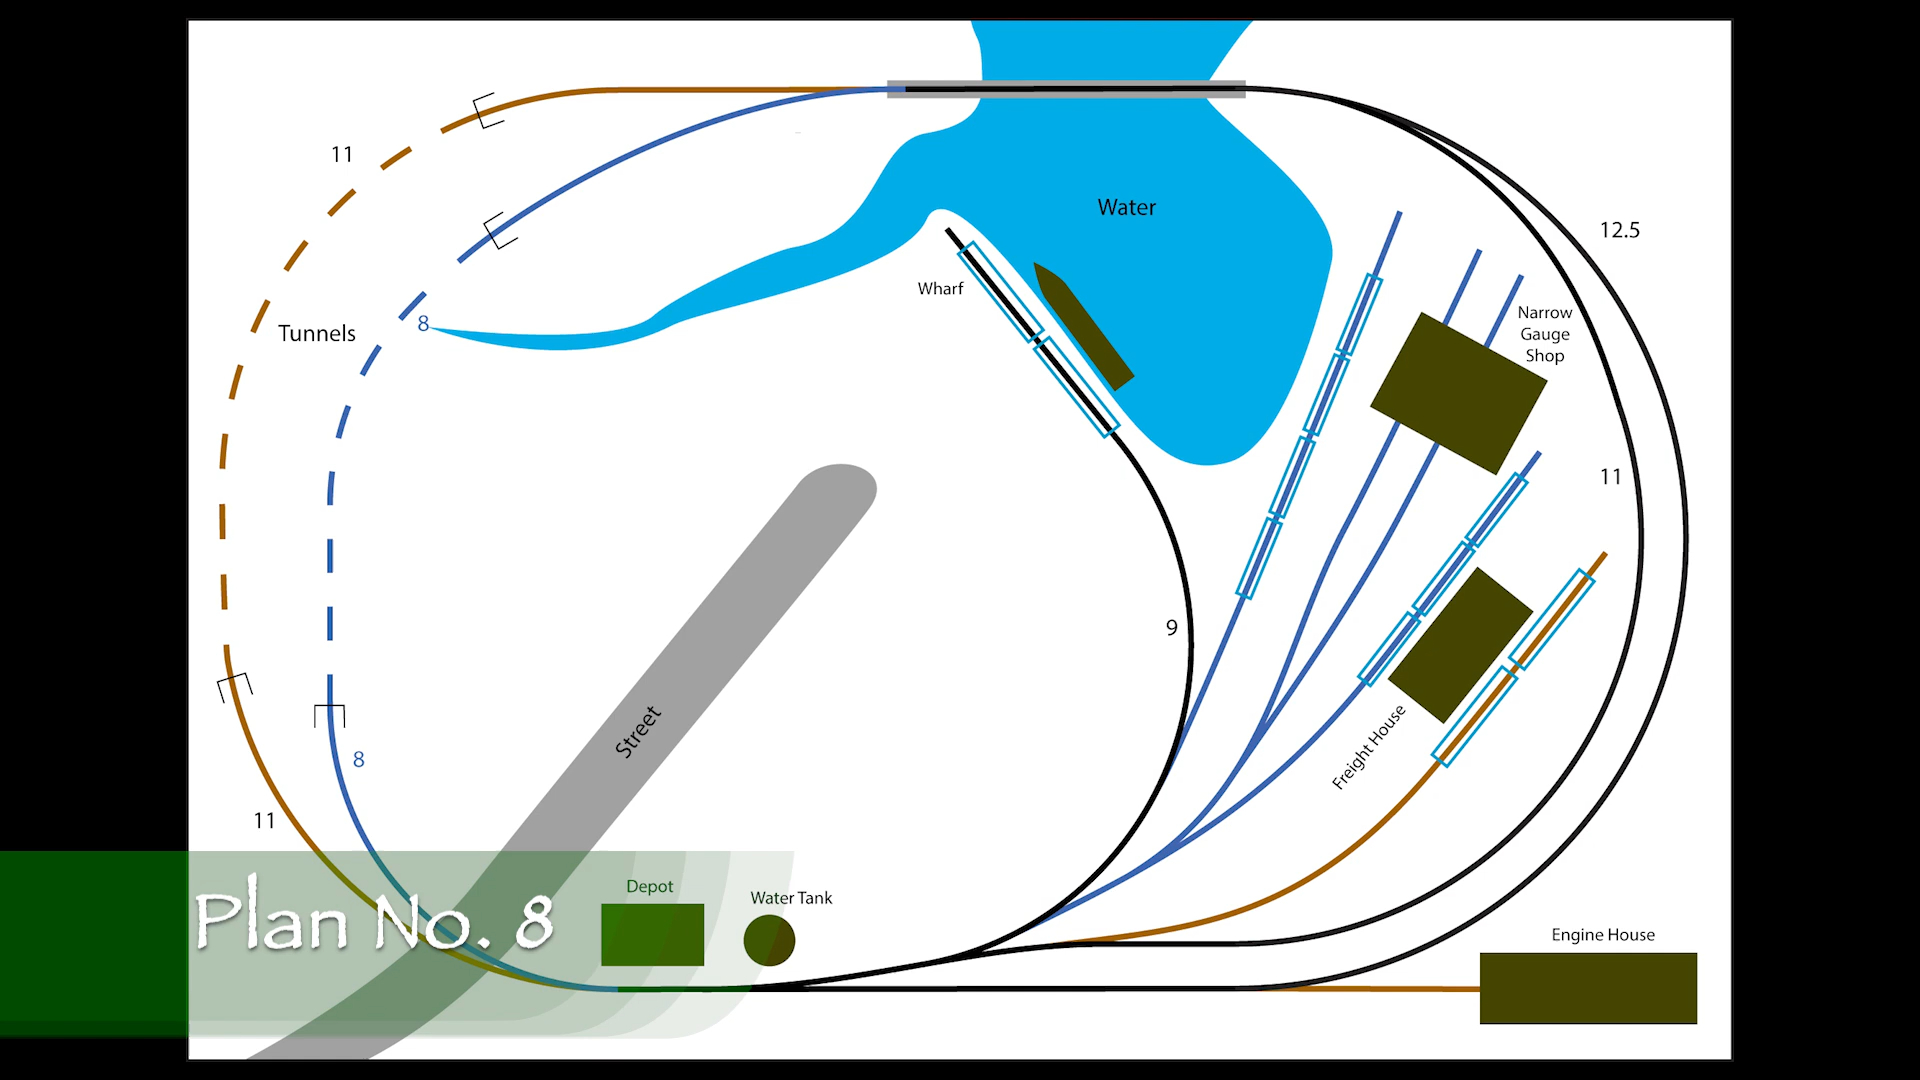 11
12.5
Water
Wharf
Narrow
Gauge
Shop
Tunnels
8
11
9
Street
Freight House
8
11
Depot
Water Tank
Plan No. 8
Engine House